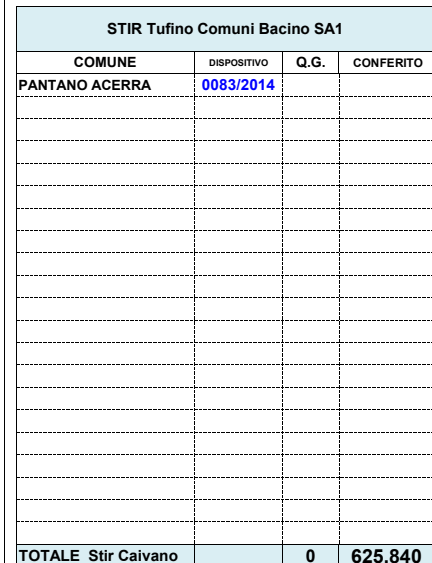 STIR Tufino Comuni Bacino SA1
COMUNE DISPOSITIVO Q.G. CONFERITO
PANTANO ACERRA 0083/2014
TOTALE Stir Caivano 0 625.840